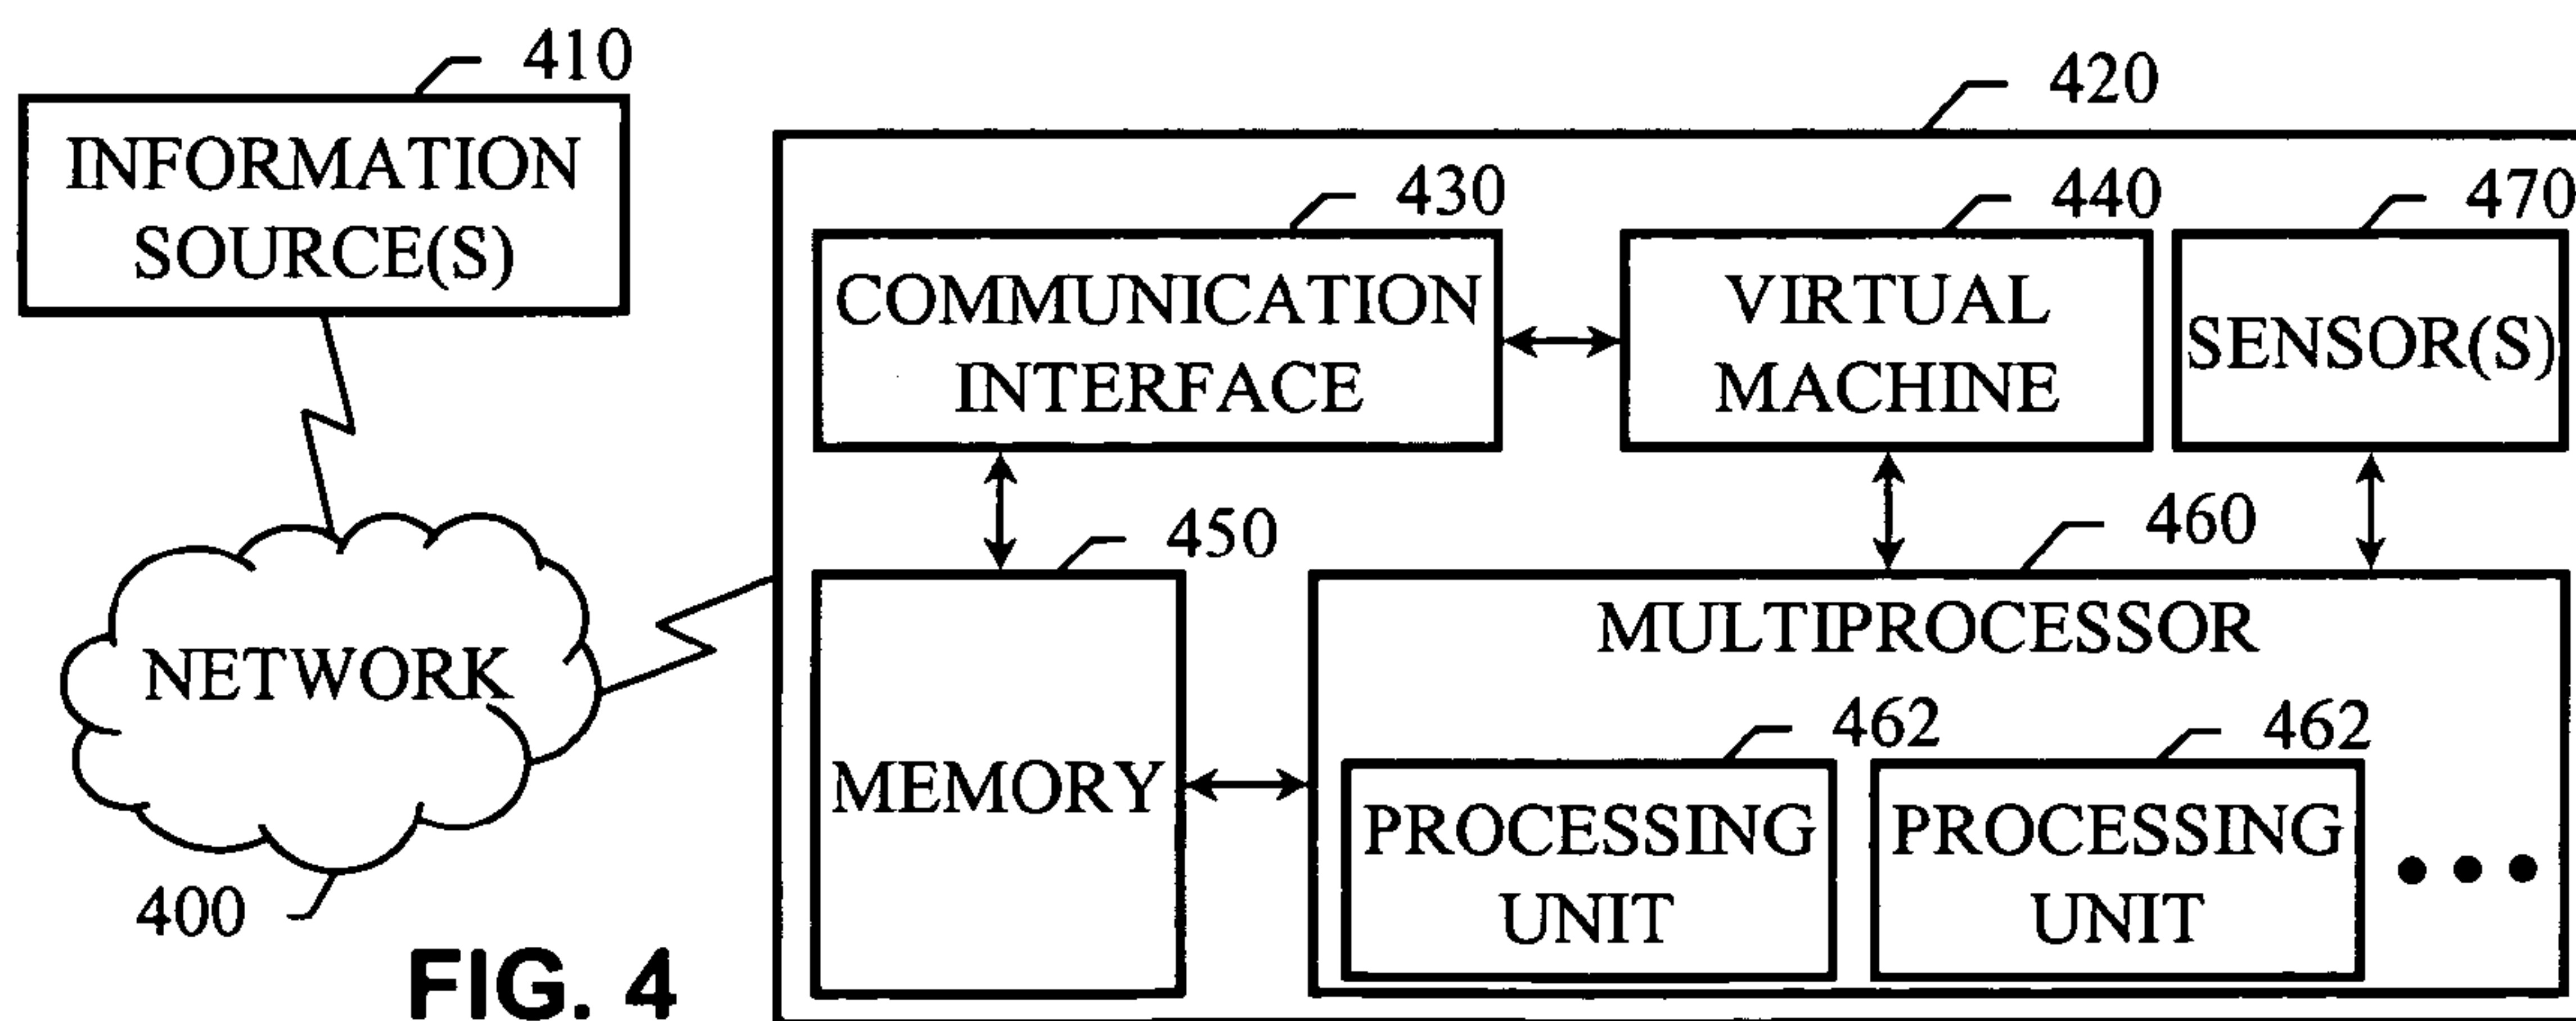 410
INFORMATION
SOURCE(S)
420
430
COMMUNICATION
INTERFACE
440
VIRTUAL
MACHINE
470
SENSOR(S)
NETWORK
400
450
MEMORY
460
MULTIPROCESSOR
462
PROCESSING
UNIT
462
PROCESSING
UNIT
FIG. 4